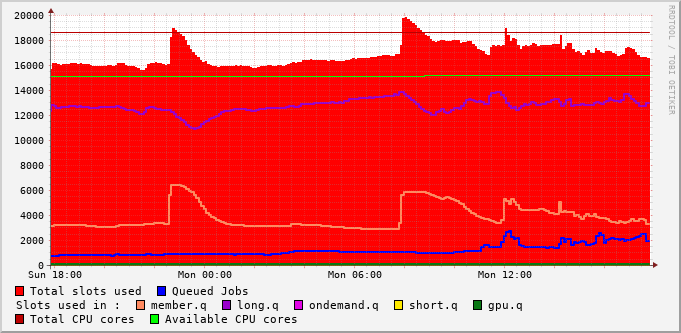 20000
18000
16000
14000
12000
10000
8000
6000
4000
2000
0
Sun 18:00 Mon 00:00 Mon 06:00 Mon 12:00
RRDTOOL / TOBI OETIKER
Total slots used Queued Jobs
Slots used in : member.q long.q ondemand.q short.q gpu.q
Total CPU cores Available CPU cores